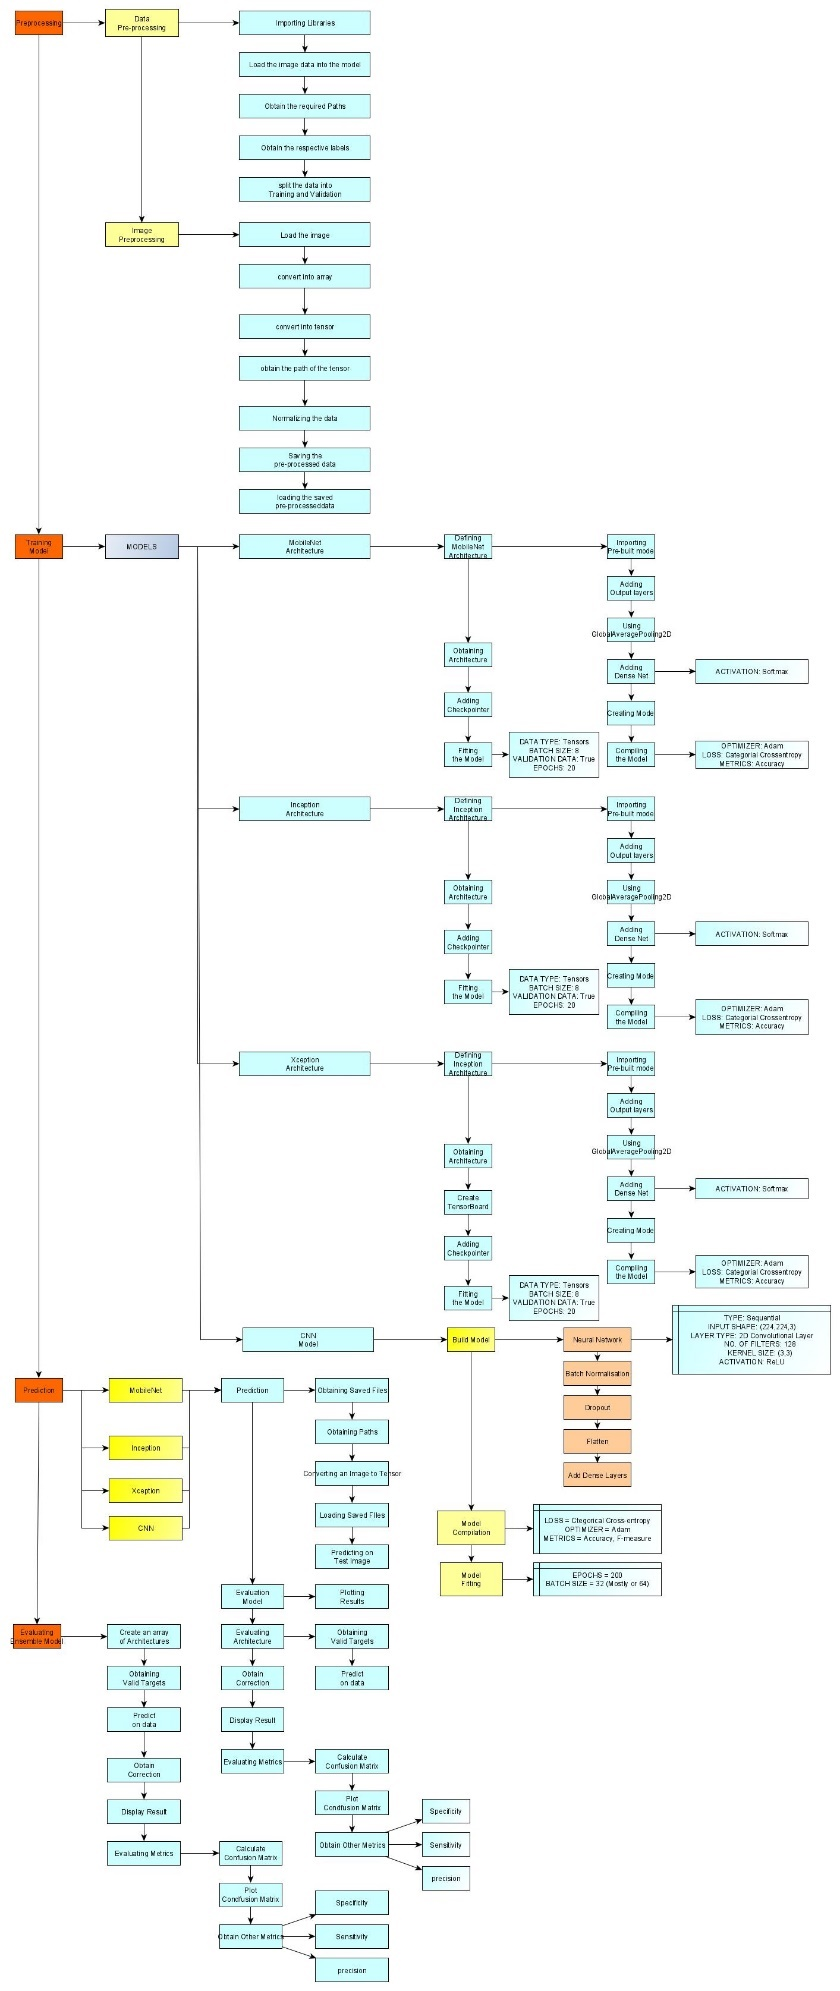 Preprocessing
Data
Pre-processing
Importing Libraries
Load the image data into the model
Obtain the required Paths
Obtain the respective labels
split the data into
Training and Validation
Image
Preprocessing
Load the image
convert into array
convert into tensor
obtain the path of the tensor
Normalizing the data
Saving the
pre-processed data
loading the saved
pre-processeddata
Training
Model
MODELS
MobileNet
Architecture
Defining
MobileNet
Architecture
Importing
Pre-built model
Adding
Output layers
Using
GlobalAveragePooling2D
Obtaining
Architecture
Adding
Dense Net
ACTIVATION: Softmax
Adding
Checkpointer
Creating Model
Fitting
the Model
DATA TYPE: Tensors
BATCH SIZE: 8
VALIDATION DATA: True
EPOCHS: 20
Compiling
the Model
OPTIMIZER: Adam
LOSS: Categorial Crossentropy
METRICS: Accuracy
Inception
Architecture
Defining
Inception
Architecture
Importing
Pre-built model
Adding
Output layers
Using
GlobalAveragePooling2D
Obtaining
Architecture
Adding
Dense Net
ACTIVATION: Softmax
Adding
Checkpointer
Creating Model
Fitting
the Model
DATA TYPE: Tensors
BATCH SIZE: 8
VALIDATION DATA: True
EPOCHS: 20
Compiling
the Model
OPTIMIZER: Adam
LOSS: Categorial Crossentropy
METRICS: Accuracy
Xception
Architecture
Defining
Inception
Architecture
Importing
Pre-built model
Adding
Output layers
Using
GlobalAveragePooling2D
Obtaining
Architecture
Adding
Dense Net
ACTIVATION: Softmax
Create
TensorBoard
Creating Model
Adding
Checkpointer
Compiling
the Model
OPTIMIZER: Adam
LOSS: Categorial Crossentropy
METRICS: Accuracy
Fitting
the Model
DATA TYPE: Tensors
BATCH SIZE: 8
VALIDATION DATA: True
EPOCHS: 20
CNN
Model
Build Model
Neural Network
TYPE: Sequential
INPUT SHAPE: (224,224,3)
LAYER TYPE: 2D Convolutional Layer
NO. OF FILTERS: 128
KERNEL SIZE: (3,3)
ACTIVATION: ReLU
Batch Normalisation
Dropout
Flatten
Add Dense Layers
Model
Compilation
LOSS = Ctegorical Cross-entropy
OPTIMIZER = Adam
METRICS = Accuracy, F-measure
Model
Fitting
EPOCHS = 200
BATCH SIZE = 32 (Mostly or 64)
Prediction
MobileNet
Inception
Xception
CNN
Prediction
Obtaining Saved Files
Obtaining Paths
Converting an Image to Tensor
Loading Saved Files
Predicting on
Test Image
Evaluation
Model
Plotting
Results
Evaluating
Architecture
Obtaining
Valid Targets
Obtain
Correction
Predict
on data
Display Result
Evaluating Metrics
Calculate
Confusion Matrix
Plot
Condfusion Matrix
Obtain Other Metrics
Specificity
Sensitivity
precision
Evaluating
Ensemble Model
Create an array
of Architectures
Obtaining
Valid Targets
Predict
on data
Obtain
Correction
Display Result
Evaluating Metrics
Calculate
Confusion Matrix
Plot
Condfusion Matrix
Obtain Other Metrics
Specificity
Sensitivity
precision